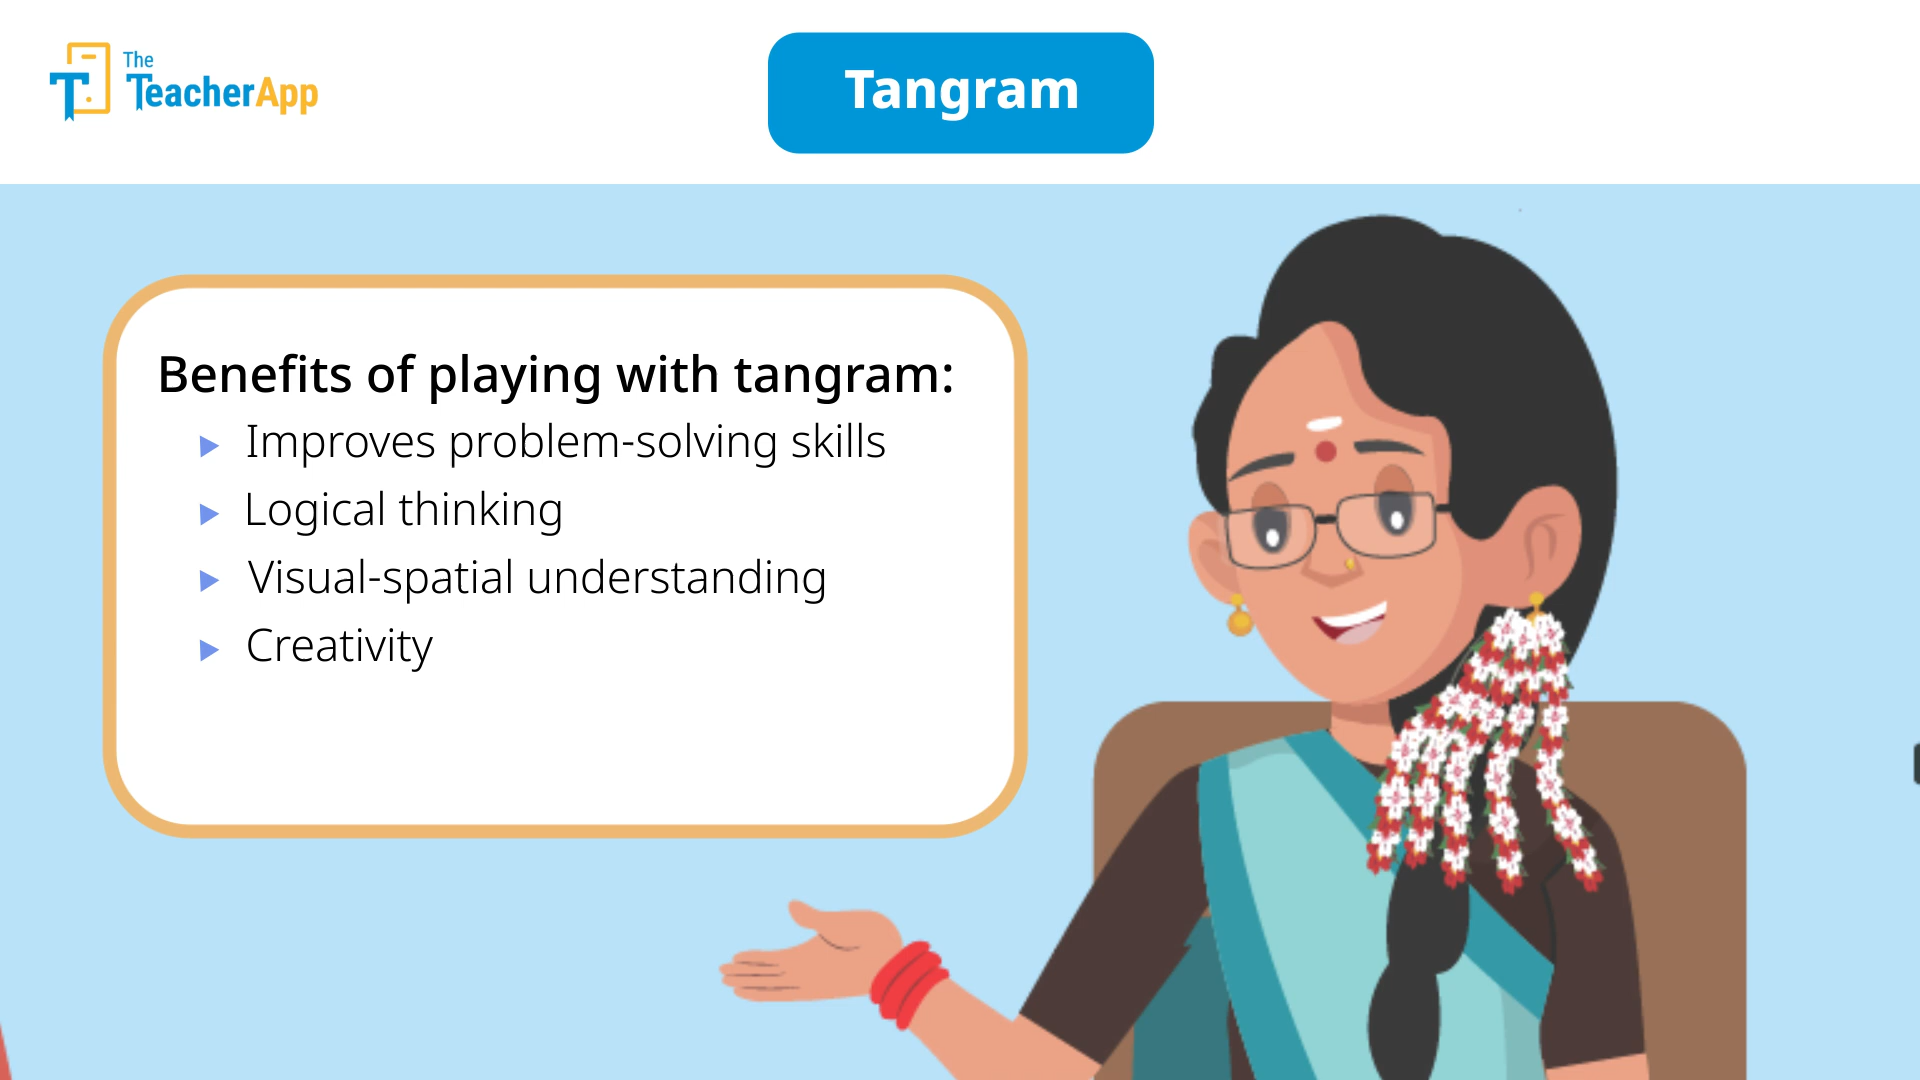 The
TeacherApp
Tangram
Benefits of playing with tangram:
Improves problem-solving skills
Logical thinking
Visual-spatial understanding
Creativity